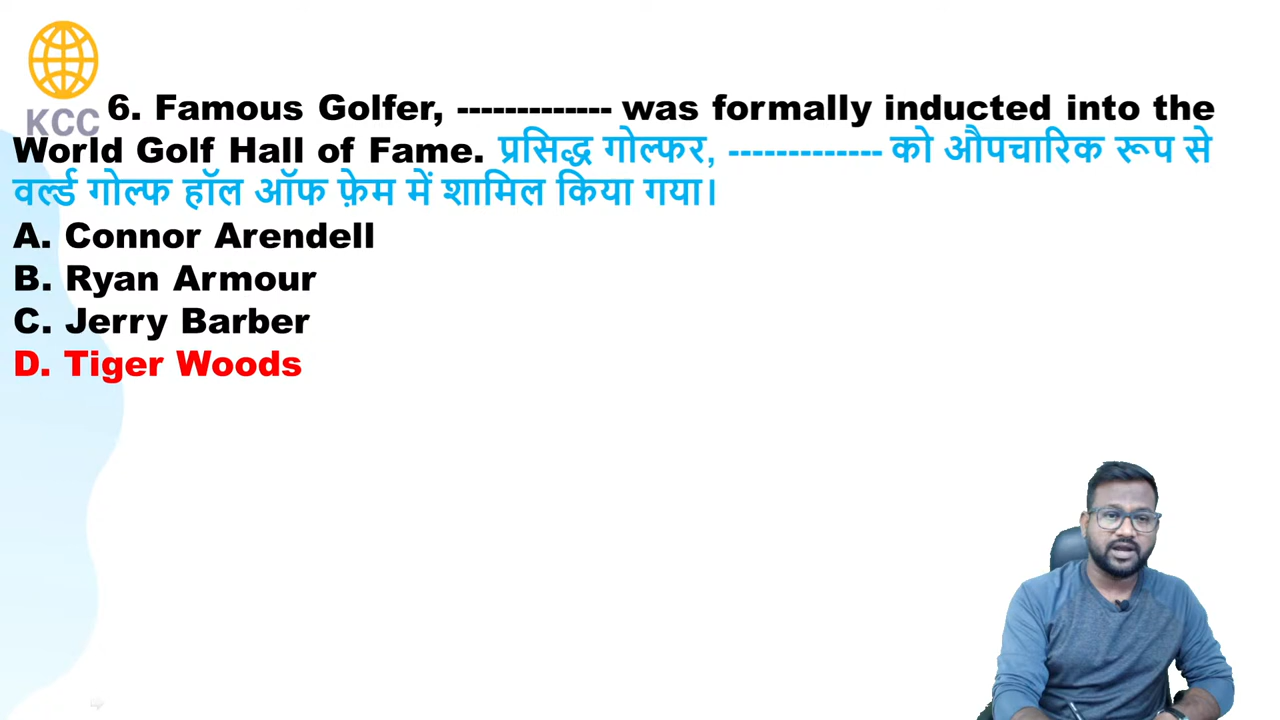 KCC
6. Famous Golfer, ------------- was formally inducted into the
World Golf Hall of Fame. प्रसिद्ध गोल्फर, ------------- को औपचारिक रूप से
वर्ल्ड गोल्फ हॉल ऑफ फ़ेम में शामिल किया गया।
A. Connor Arendell
B. Ryan Armour
C. Jerry Barber
D. Tiger Woods